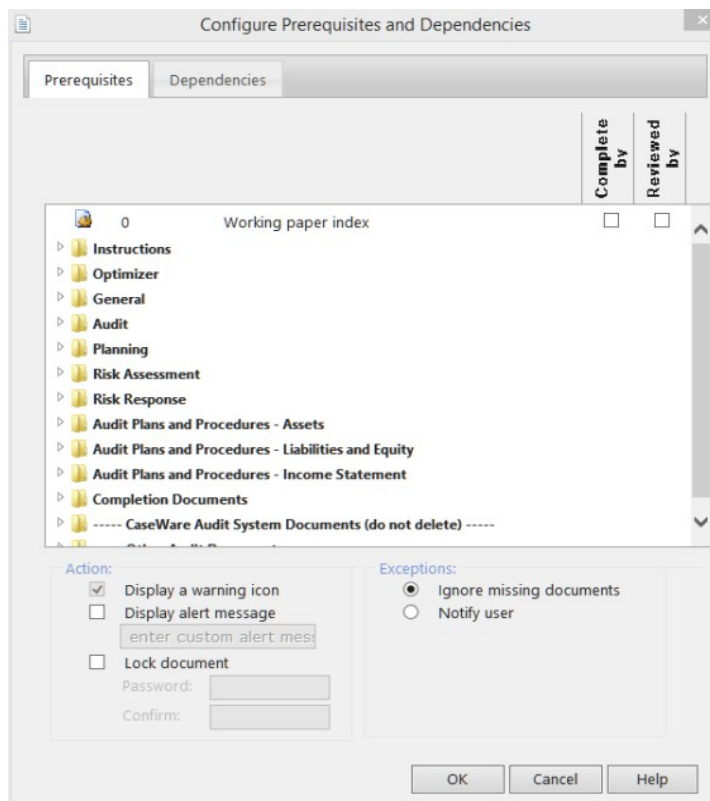 Configure Prerequisites and Dependencies
Prerequisites Dependencies
Complete by
Reviewed by
0 Working paper index
Instructions
Optimizer
General
Audit
Planning
Risk Assessment
Risk Response
Audit Plans and Procedures - Assets
Audit Plans and Procedures - Liabilities and Equity
Audit Plans and Procedures - Income Statement
Completion Documents
----- CaseWare Audit System Documents (do not delete) -----
Action:
Display a warning icon
Display alert message
enter custom alert mes
Lock document
Password:
Confirm:
Exceptions:
Ignore missing documents
Notify user
OK Cancel Help